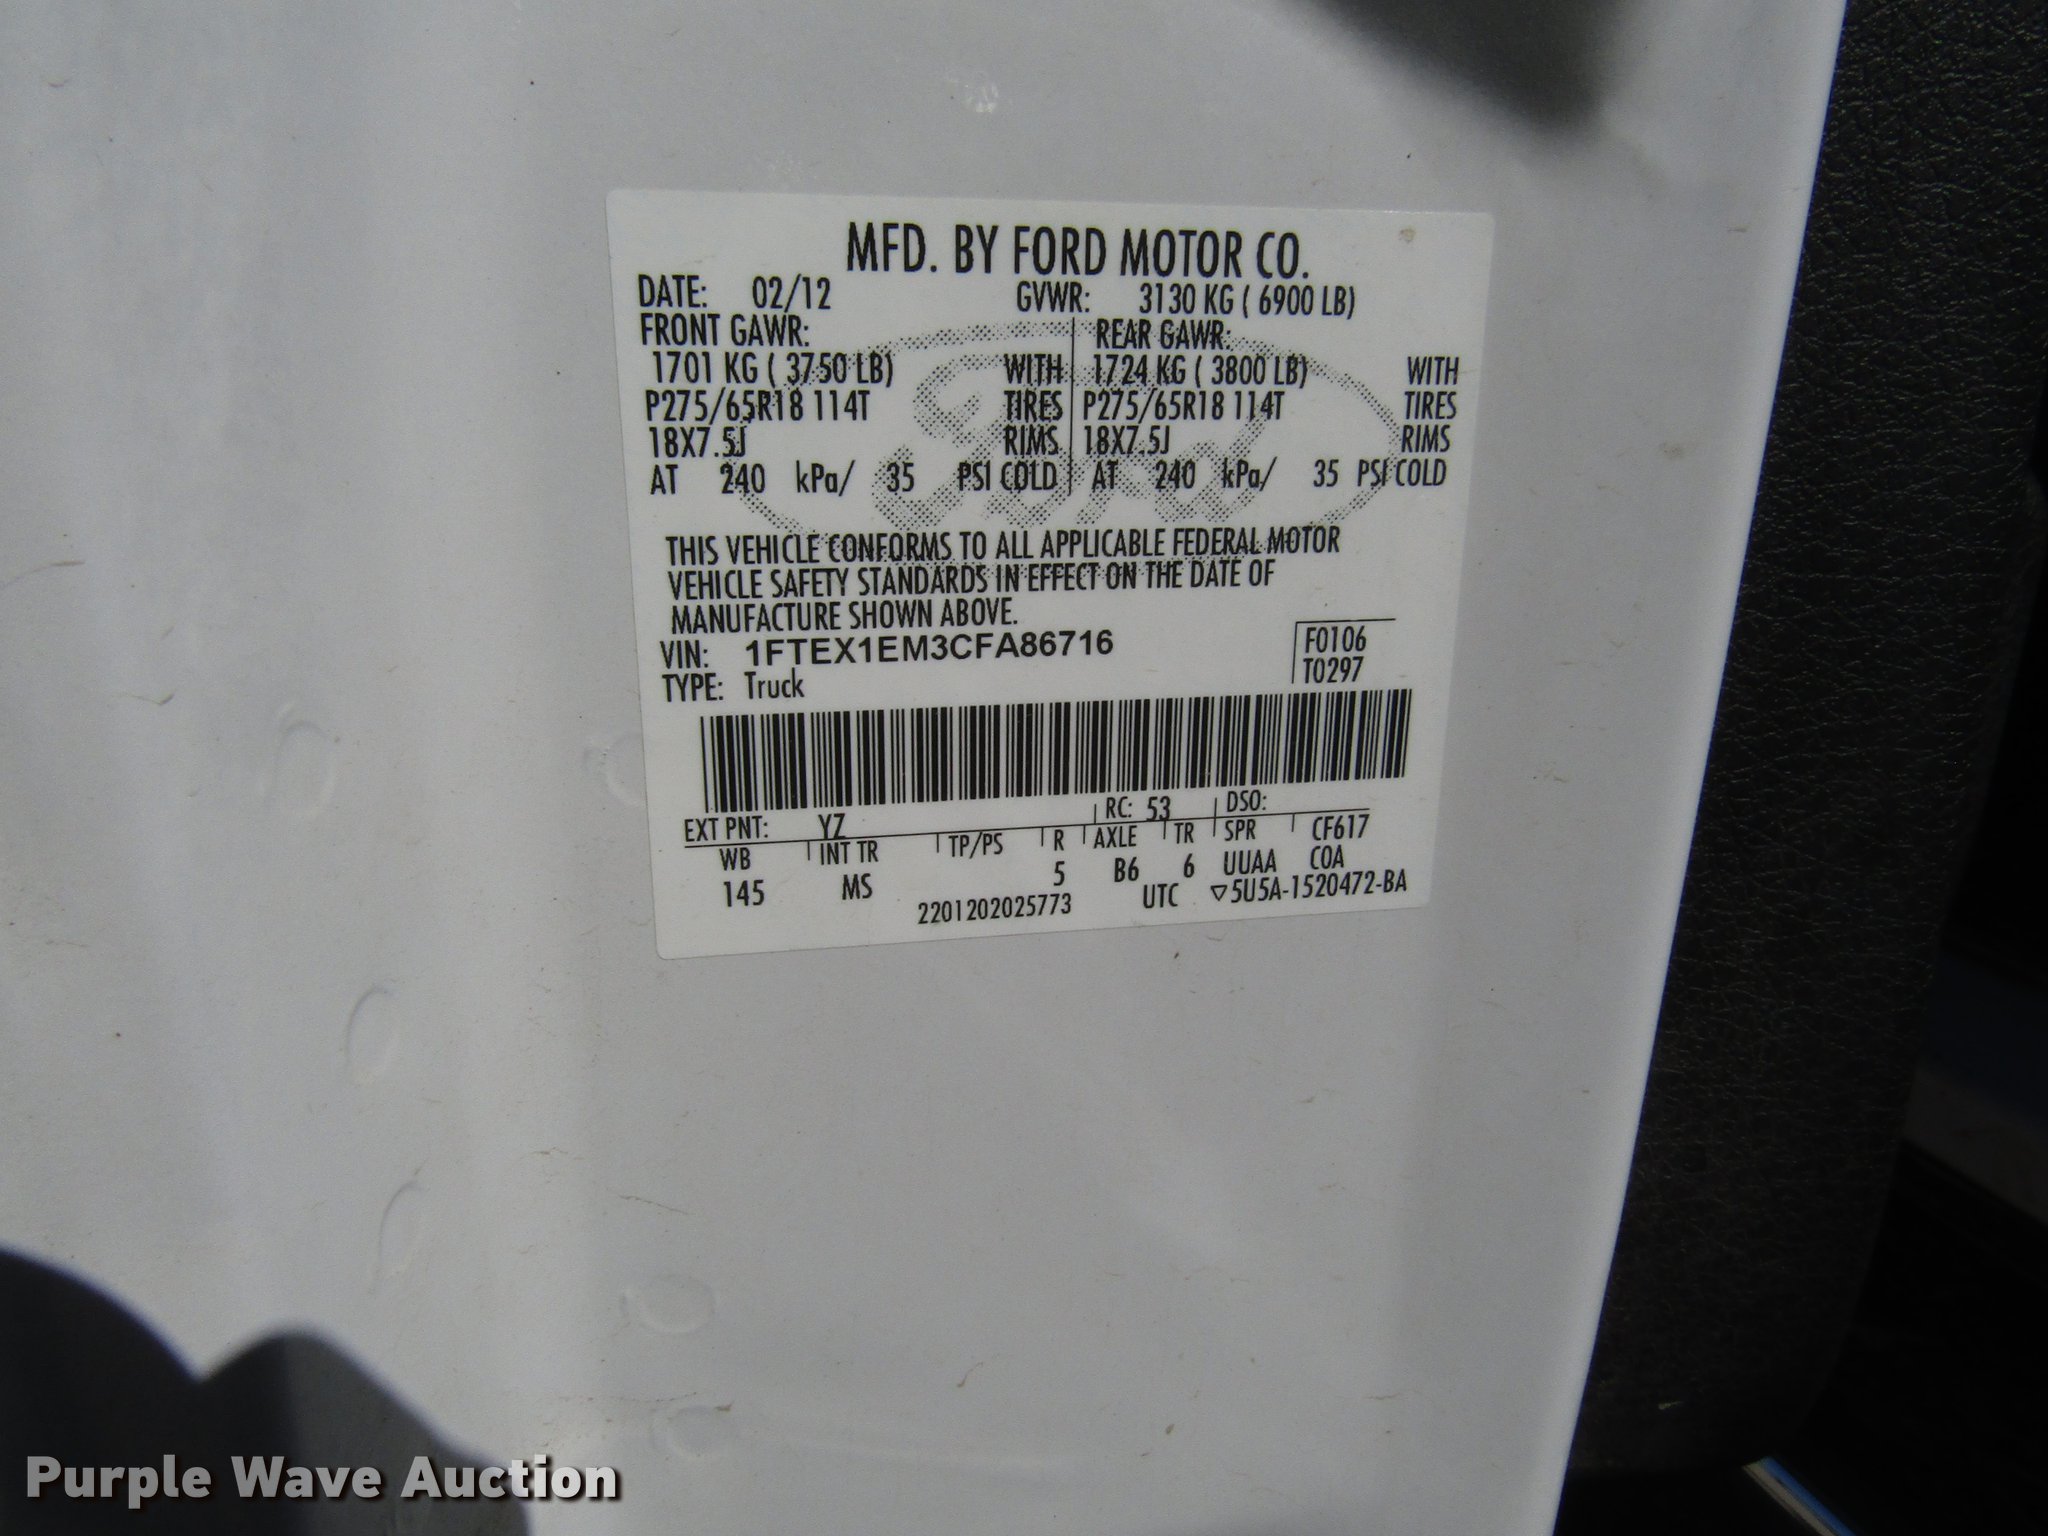 MFD. BY FORD MOTOR CO.
DATE: 02/12 GVWR: 3130 KG ( 6900 LB)
FRONT GAWR: REAR GAWR:
1701 KG ( 3750 LB) WITH 1724 KG ( 3800 LB) WITH
P275/65R18 114T TIRES P275/65R18 114T TIRES
18X7.5J RIMS 18X7.5J RIMS
AT 240 kPa/ 35 PSI COLD AT 240 kPa/ 35 PSI COLD
Ford
THIS VEHICLE CONFORMS TO ALL APPLICABLE FEDERAL MOTOR
VEHICLE SAFETY STANDARDS IN EFFECT ON THE DATE OF
MANUFACTURE SHOWN ABOVE.
VIN: 1FTEX1EM3CFA86716 F0106
TYPE: Truck T0297
EXT PNT: YZ RC: 53 DSO:
WB INT TR TP/PS R AXLE TR SPR CF617
145 MS 5 B6 6 UUAA COA
2201202025773 UTC ▽5U5A-1520472-BA
Purple Wave Auction